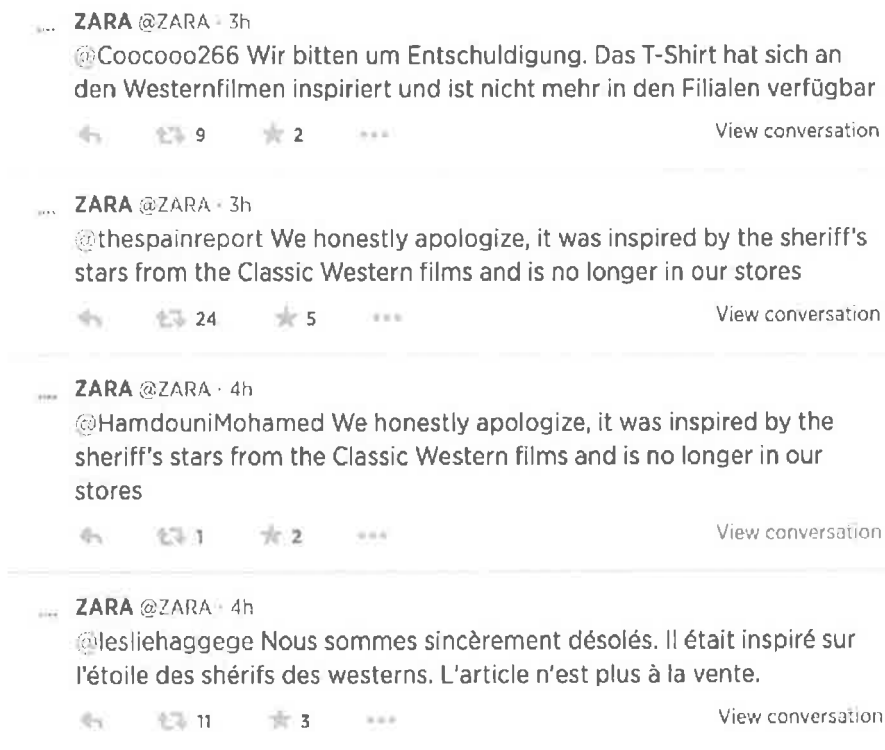 ZARA @ZARA · 3h
@Coocooo266 Wir bitten um Entschuldigung. Das T-Shirt hat sich an
den Westernfilmen inspiriert und ist nicht mehr in den Filialen verfügbar
9 2 View conversation
ZARA @ZARA · 3h
@thespainreport We honestly apologize, it was inspired by the sheriff's
stars from the Classic Western films and is no longer in our stores
24 5 View conversation
ZARA @ZARA · 4h
@HamdouniMohamed We honestly apologize, it was inspired by the
sheriff's stars from the Classic Western films and is no longer in our
stores
1 2 View conversation
ZARA @ZARA · 4h
@lesliehaggege Nous sommes sincèrement désolés. Il était inspiré sur
l'étoile des shérifs des westerns. L'article n'est plus à la vente.
11 3 View conversation